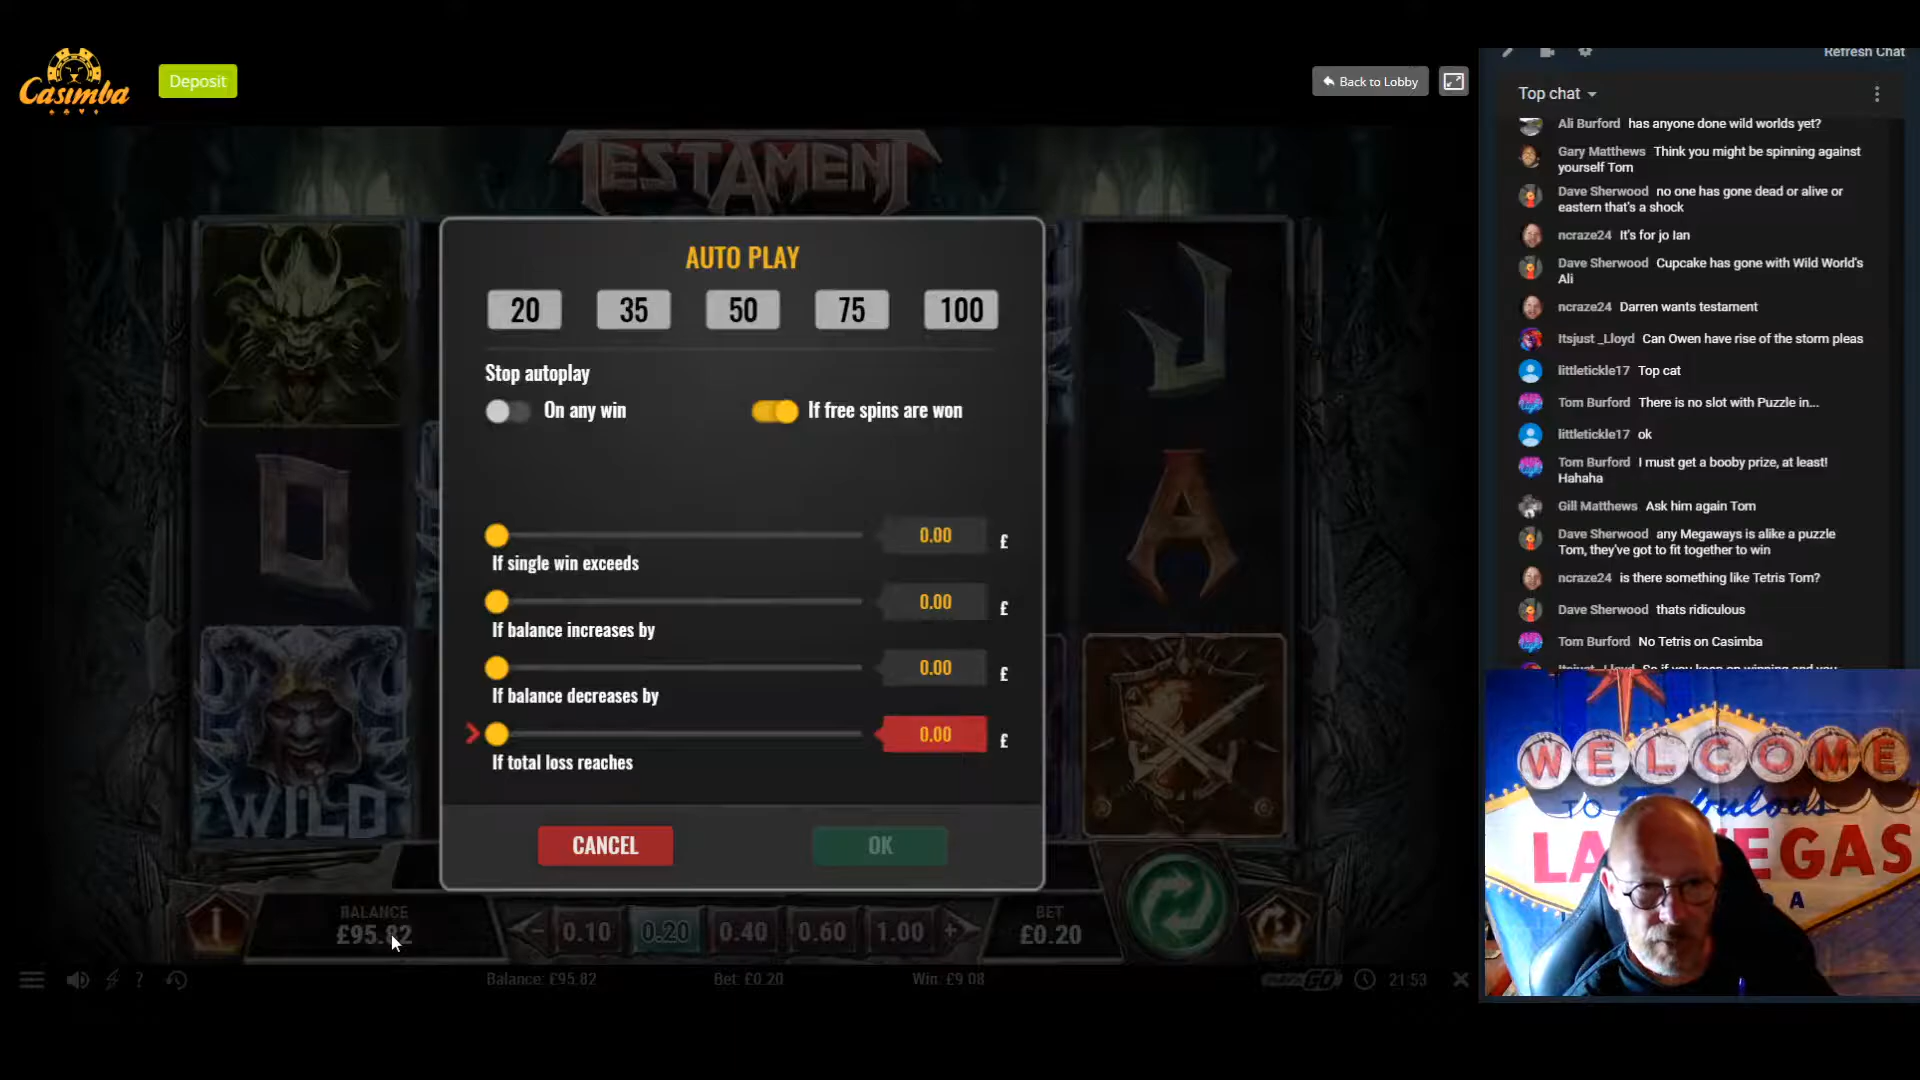 Casimba
Deposit
Back to Lobby
TESTAMENT
AUTO PLAY
20 35 50 75 100
Stop autoplay
On any win If free spins are won
0.00 £
If single win exceeds
0.00 £
If balance increases by
0.00 £
If balance decreases by
0.00 £
If total loss reaches
CANCEL OK
WILD
BALANCE
£95.82
- 0.10 0.20 0.40 0.60 1.00 +
BET
£0.20
Balance: £95.82 Bet: £0.20 Win: £9.08
21:53
Refresh Chat
Top chat
Ali Burford has anyone done wild worlds yet?
Gary Matthews Think you might be spinning against
yourself Tom
Dave Sherwood no one has gone dead or alive or
eastern that's a shock
ncraze24 It's for jo Ian
Dave Sherwood Cupcake has gone with Wild World's
Ali
ncraze24 Darren wants testament
Itsjust _Lloyd Can Owen have rise of the storm pleas
littletickle17 Top cat
Tom Burford There is no slot with Puzzle in...
littletickle17 ok
Tom Burford I must get a booby prize, at least!
Hahaha
Gill Matthews Ask him again Tom
Dave Sherwood any Megaways is alike a puzzle
Tom, they've got to fit together to win
ncraze24 is there something like Tetris Tom?
Dave Sherwood thats ridiculous
Tom Burford No Tetris on Casimba
WELCOME
TO Fabulous
LAS VEGAS